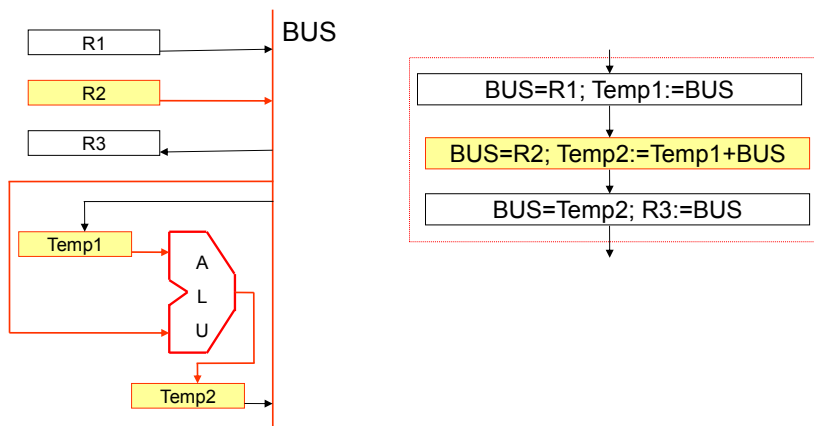 BUS
R1
R2
R3
Temp1
A
L
U
Temp2
BUS=R1; Temp1:=BUS
BUS=R2; Temp2:=Temp1+BUS
BUS=Temp2; R3:=BUS